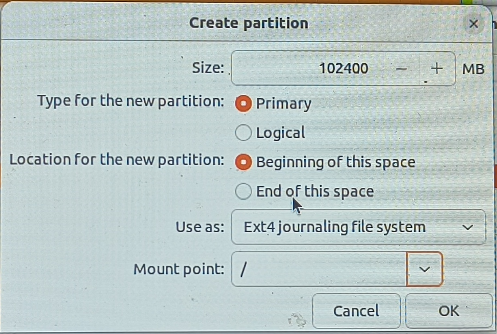 Create partition
Size: 102400 − + MB
Type for the new partition: Primary
Logical
Location for the new partition: Beginning of this space
End of this space
Use as: Ext4 journaling file system
Mount point: /
Cancel OK